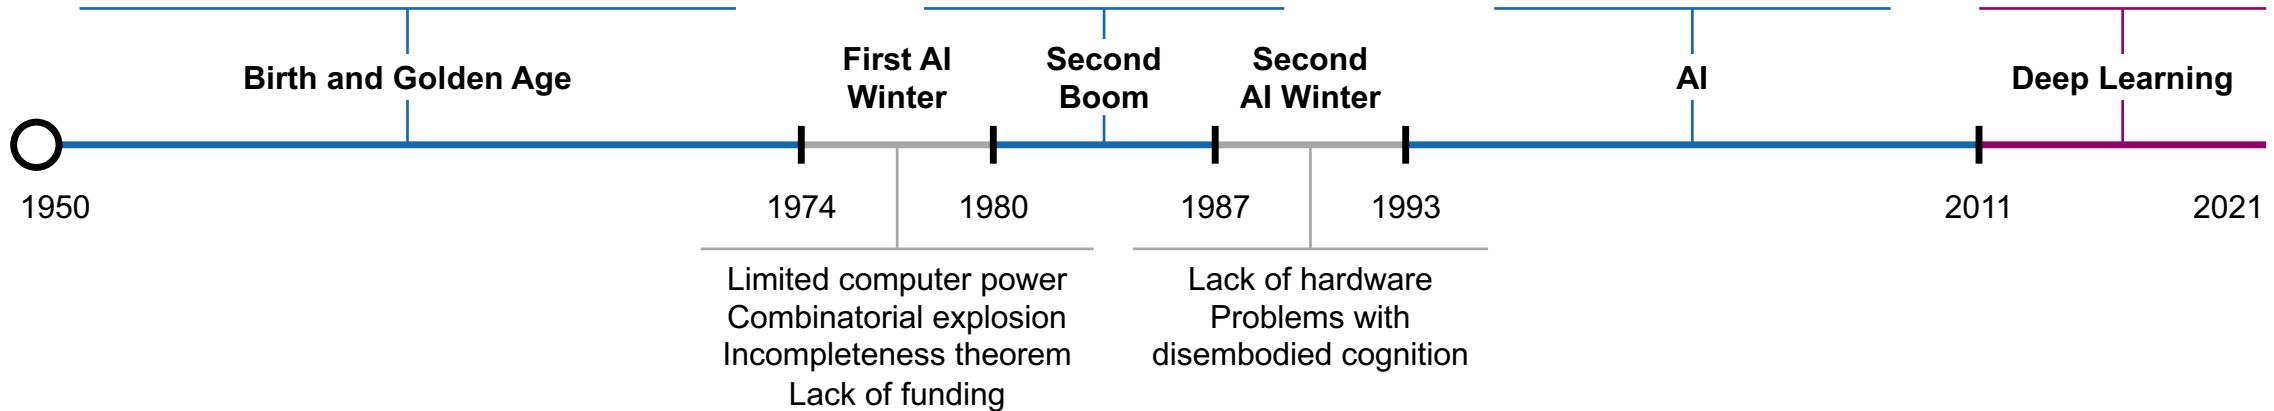 Birth and Golden Age
First AI
Winter
Second
Boom
Second
AI Winter
AI
Deep Learning
1950
1974
1980
1987
1993
2011
2021
Limited computer power
Combinatorial explosion
Incompleteness theorem
Lack of funding
Lack of hardware
Problems with
disembodied cognition